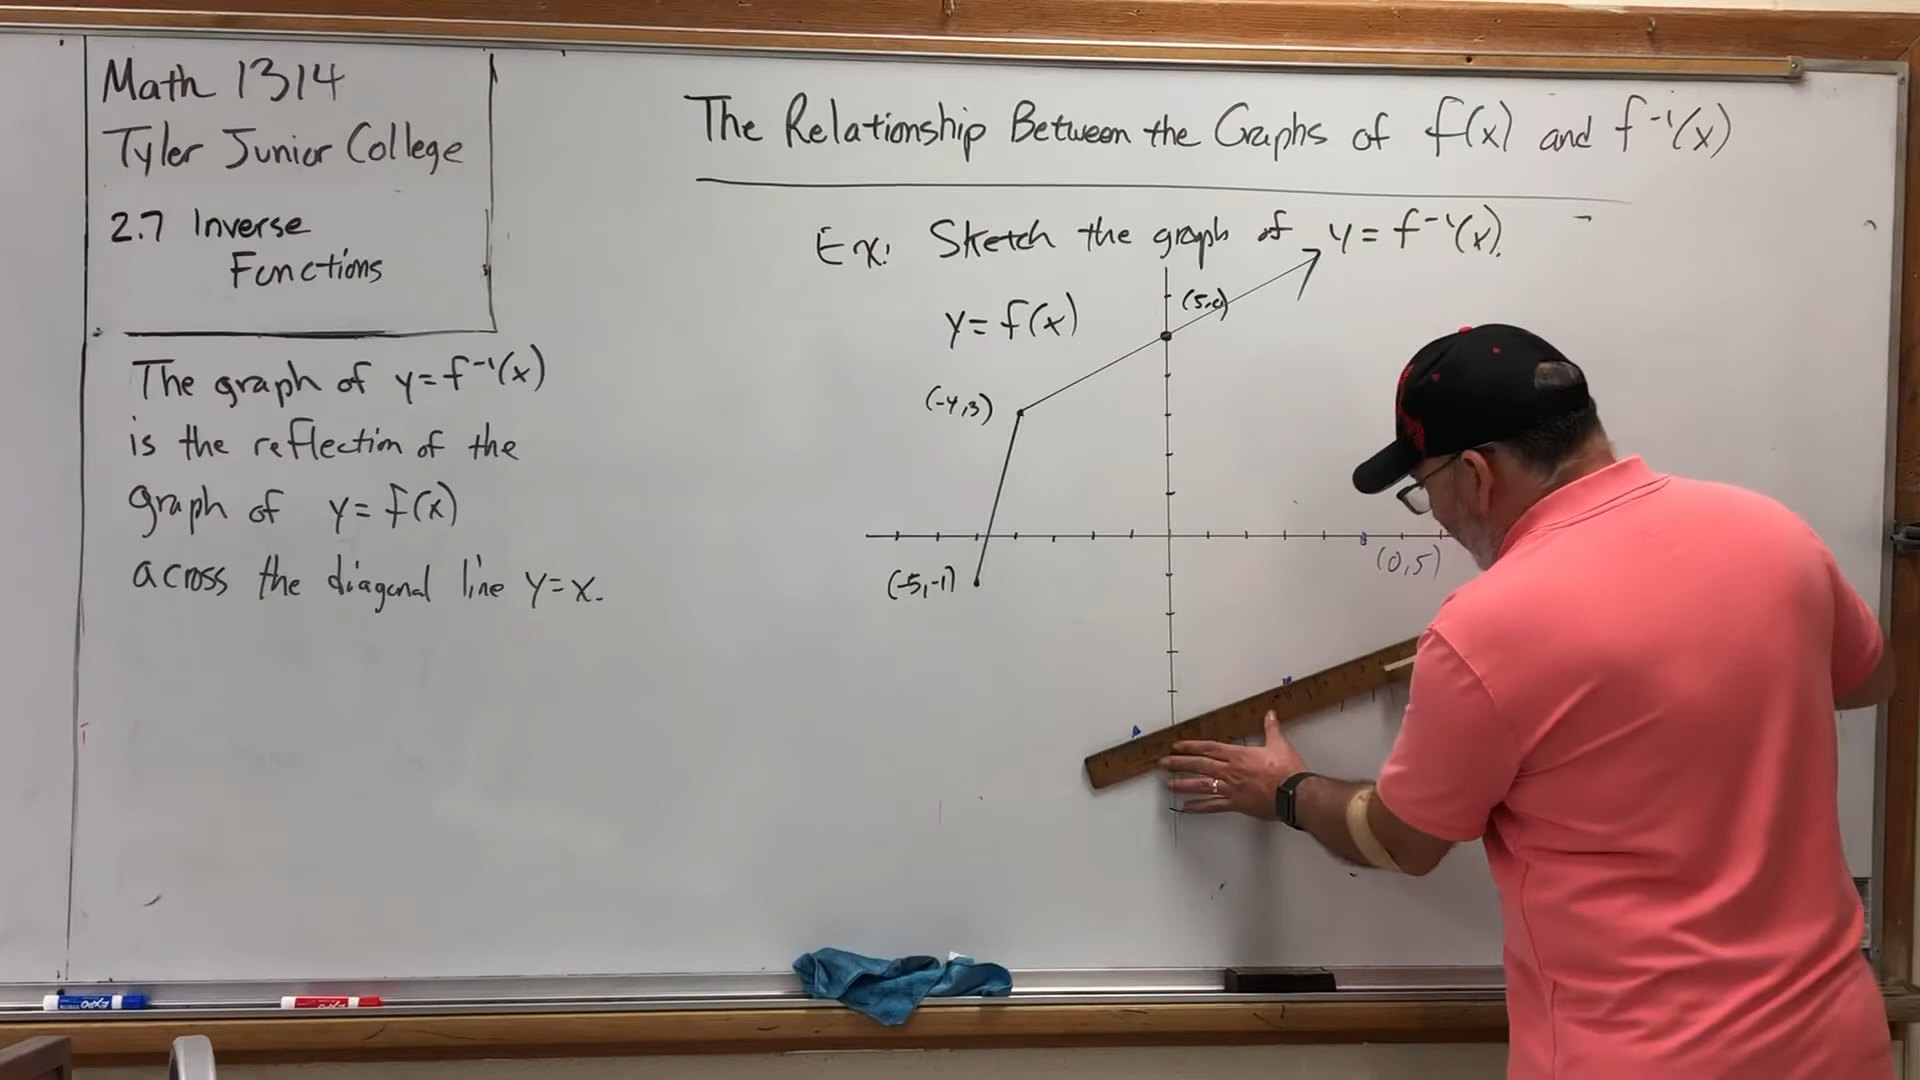 Math 1314
Tyler Junior College
2.7 Inverse
Functions
The graph of y=f⁻¹(x)
is the reflection of the
graph of y=f(x)
across the diagonal line y=x.
The Relationship Between the Graphs of f(x) and f⁻¹(x)
Ex: Sketch the graph of y=f⁻¹(x).
y=f(x)
(5,0)
(-4,3)
(0,5)
(-5,-1)
EXPO
EXPO